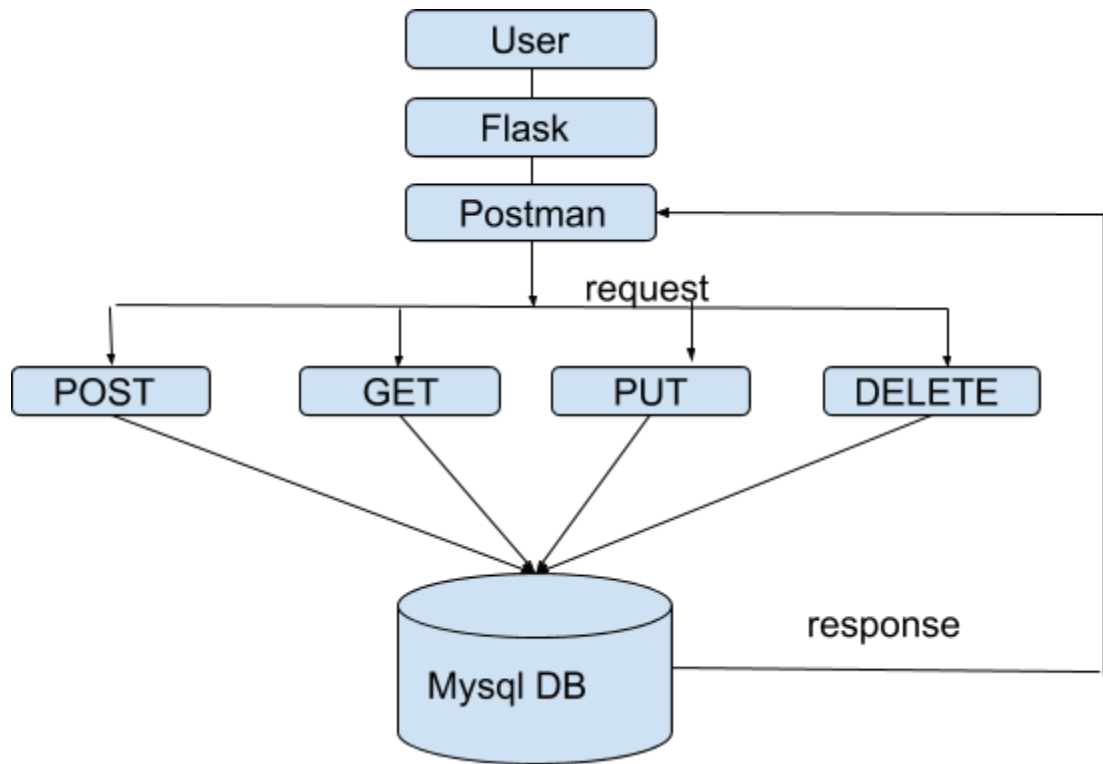 User
Flask
Postman
request
POST
GET
PUT
DELETE
Mysql DB
response